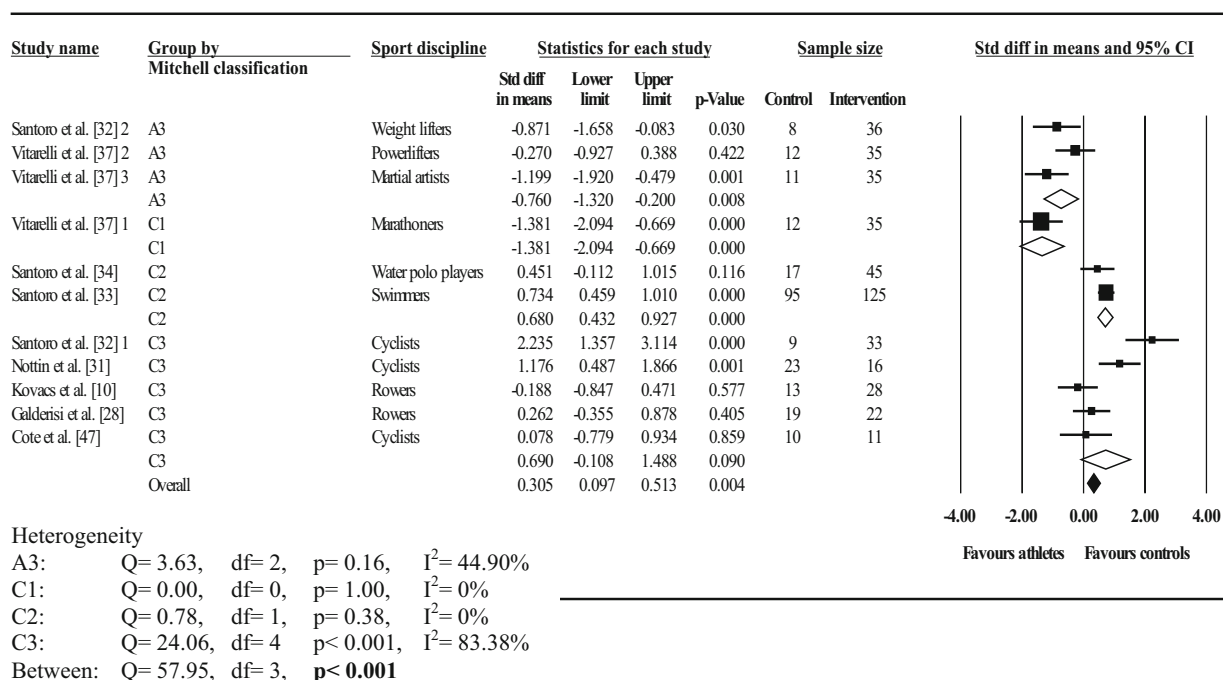 Study name Group by Sport discipline Statistics for each study Sample size Std diff in means and 95% CI
Mitchell classification
Std diff Lower Upper
in means limit limit p-Value Control Intervention
Santoro et al. [32] 2 A3 Weight lifters -0.871 -1.658 -0.083 0.030 8 36
Vitarelli et al. [37] 2 A3 Powerlifters -0.270 -0.927 0.388 0.422 12 35
Vitarelli et al. [37] 3 A3 Martial artists -1.199 -1.920 -0.479 0.001 11 35
A3 -0.760 -1.320 -0.200 0.008
Vitarelli et al. [37] 1 C1 Marathoners -1.381 -2.094 -0.669 0.000 12 35
C1 -1.381 -2.094 -0.669 0.000
Santoro et al. [34] C2 Water polo players 0.451 -0.112 1.015 0.116 17 45
Santoro et al. [33] C2 Swimmers 0.734 0.459 1.010 0.000 95 125
C2 0.680 0.432 0.927 0.000
Santoro et al. [32] 1 C3 Cyclists 2.235 1.357 3.114 0.000 9 33
Nottin et al. [31] C3 Cyclists 1.176 0.487 1.866 0.001 23 16
Kovacs et al. [10] C3 Rowers -0.188 -0.847 0.471 0.577 13 28
Galderisi et al. [28] C3 Rowers 0.262 -0.355 0.878 0.405 19 22
Cote et al. [47] C3 Cyclists 0.078 -0.779 0.934 0.859 10 11
C3 0.690 -0.108 1.488 0.090
Overall 0.305 0.097 0.513 0.004
-4.00 -2.00 0.00 2.00 4.00
Favours athletes Favours controls
Heterogeneity
A3: Q= 3.63, df= 2, p= 0.16, I²= 44.90%
C1: Q= 0.00, df= 0, p= 1.00, I²= 0%
C2: Q= 0.78, df= 1, p= 0.38, I²= 0%
C3: Q= 24.06, df= 4 p< 0.001, I²= 83.38%
Between: Q= 57.95, df= 3, p< 0.001